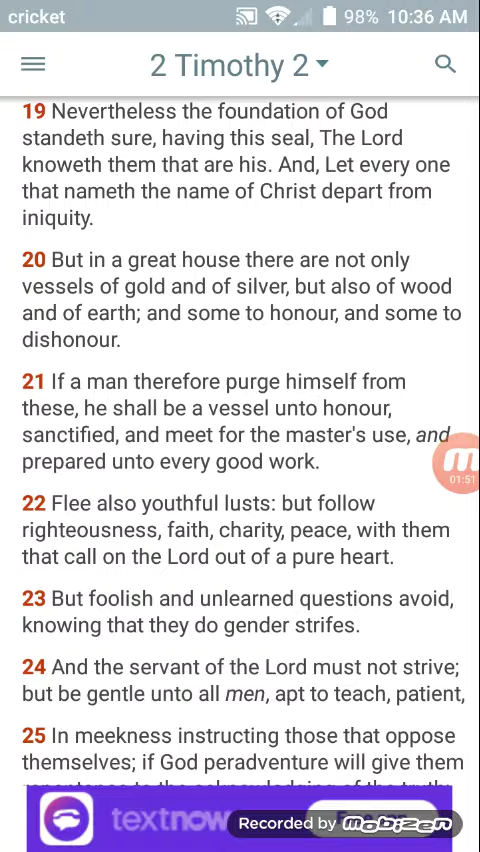 cricket 98% 10:36 AM
2 Timothy 2
19 Nevertheless the foundation of God
standeth sure, having this seal, The Lord
knoweth them that are his. And, Let every one
that nameth the name of Christ depart from
iniquity.
20 But in a great house there are not only
vessels of gold and of silver, but also of wood
and of earth; and some to honour, and some to
dishonour.
21 If a man therefore purge himself from
these, he shall be a vessel unto honour,
sanctified, and meet for the master's use, and
prepared unto every good work.
01:51
22 Flee also youthful lusts: but follow
righteousness, faith, charity, peace, with them
that call on the Lord out of a pure heart.
23 But foolish and unlearned questions avoid,
knowing that they do gender strifes.
24 And the servant of the Lord must not strive;
but be gentle unto all men, apt to teach, patient,
25 In meekness instructing those that oppose
themselves; if God peradventure will give them
repentance to the acknowledging of the truth;
textnow
Recorded by mobizen